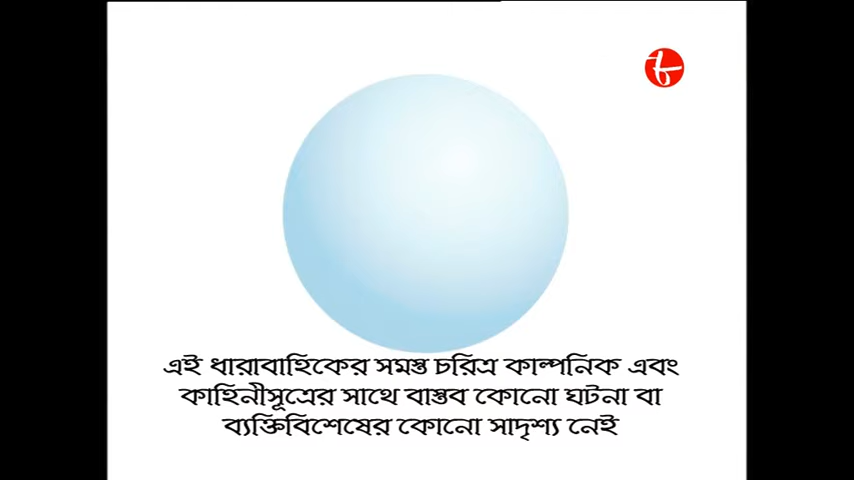 এই ধারাবাহিকের সমস্ত চরিত্র কাল্পনিক এবং
কাহিনীসূত্রের সাথে বাস্তব কোনো ঘটনা বা
ব্যক্তিবিশেষের কোনো সাদৃশ্য নেই